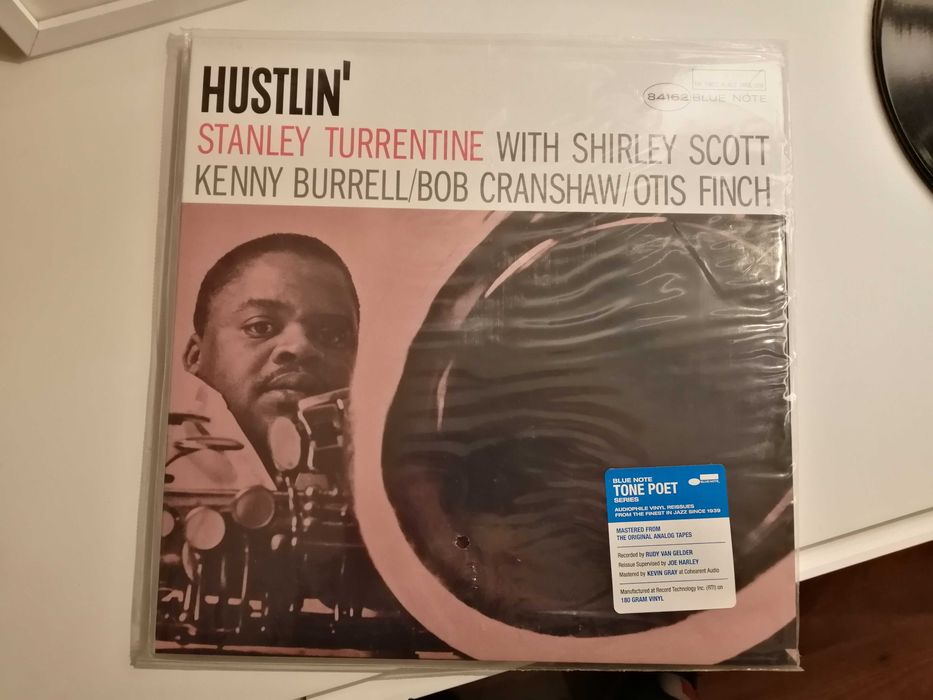 HUSTLIN'
84162 BLUE NOTE
STANLEY TURRENTINE WITH SHIRLEY SCOTT
KENNY BURRELL/BOB CRANSHAW/OTIS FINCH
BLUE NOTE
TONE POET
SERIES
BLUE NOTE
AUDIOPHILE VINYL REISSUES
FROM THE FINEST IN JAZZ SINCE 1939
MASTERED FROM
THE ORIGINAL ANALOG TAPES
Recorded by RUDY VAN GELDER
Reissue Supervised by JOE HARLEY
Mastered by KEVIN GRAY at Cohearent Audio
Manufactured at Record Technology Inc. (RTI) on
180 GRAM VINYL